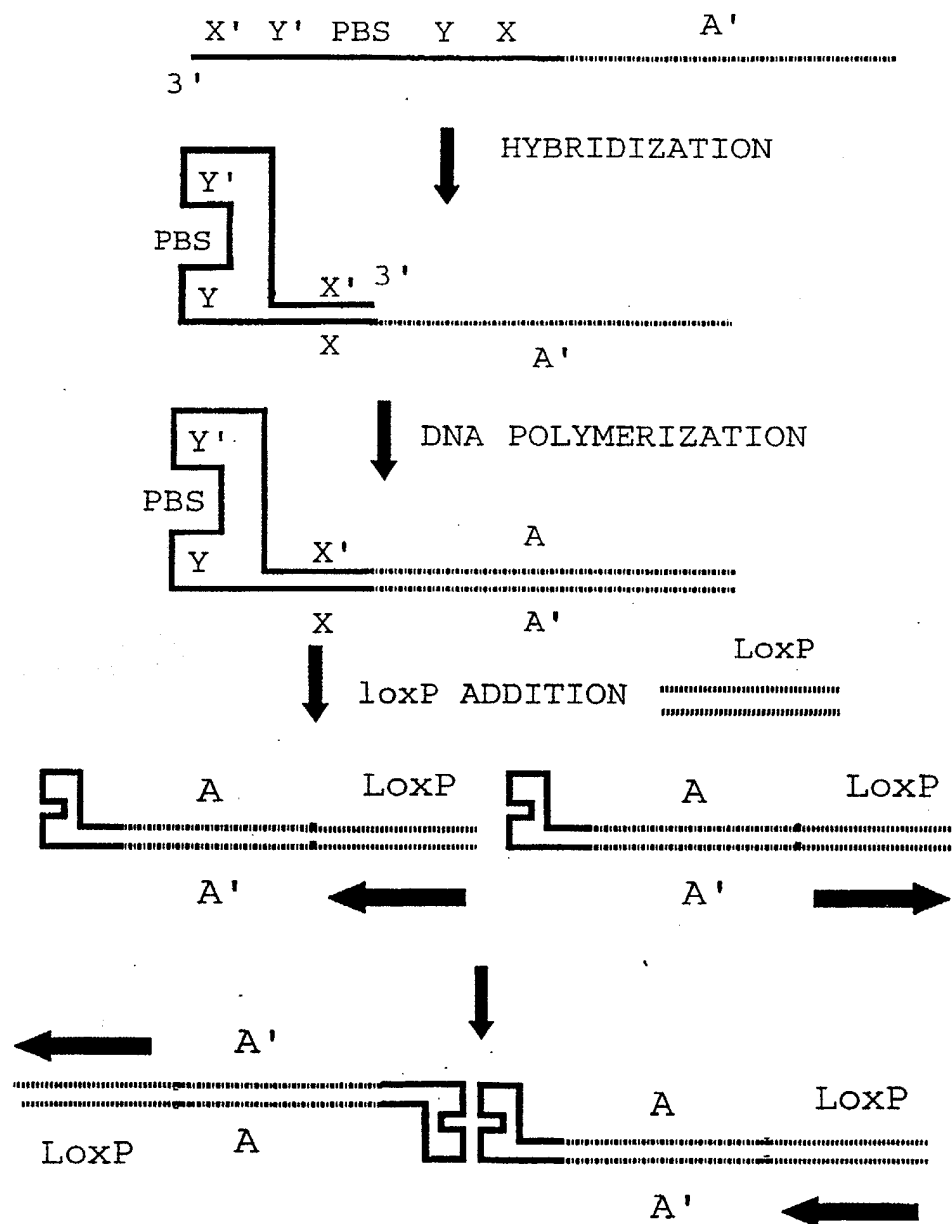 X' Y' PBS Y X A'
3'
HYBRIDIZATION
Y'
PBS
Y X' 3'
X A'
DNA POLYMERIZATION
Y'
PBS
Y X' A
X A'
LoxP
loxP ADDITION
A LoxP A LoxP
A' A'
A'
A LoxP
LoxP A
A'